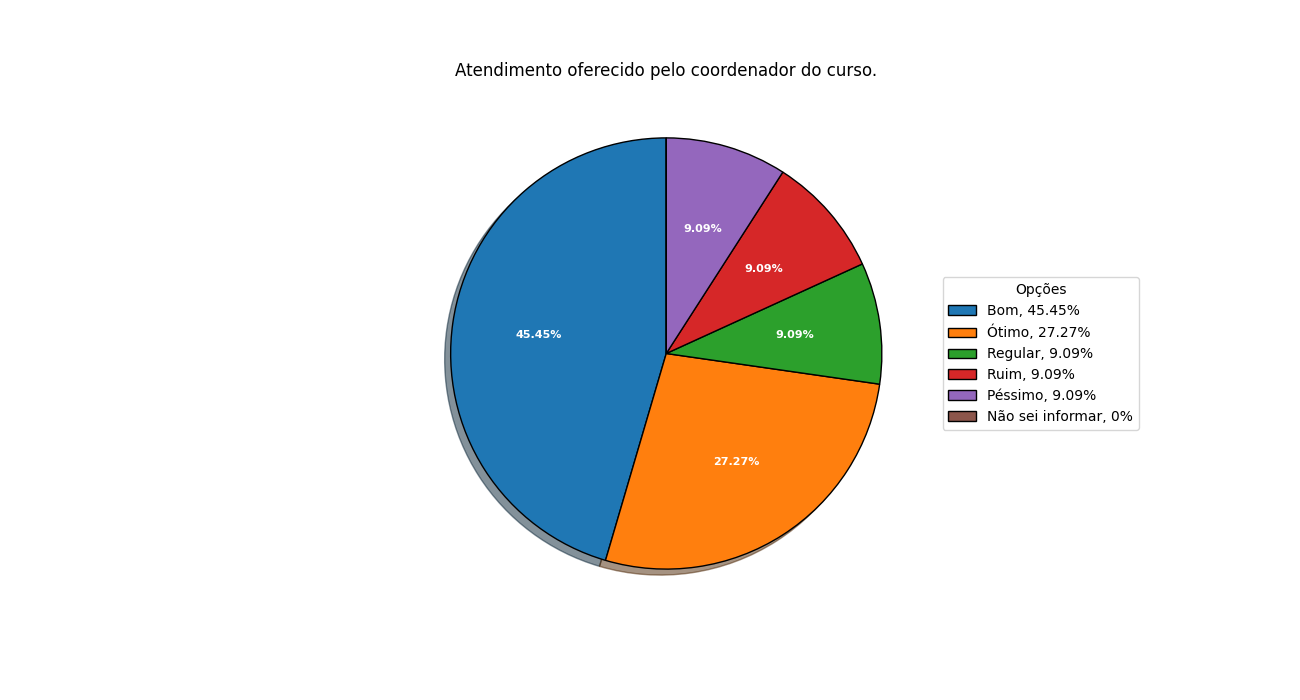 Atendimento oferecido pelo coordenador do curso.
9.09%
9.09%
9.09%
45.45%
27.27%
Opções
Bom, 45.45%
Ótimo, 27.27%
Regular, 9.09%
Ruim, 9.09%
Péssimo, 9.09%
Não sei informar, 0%